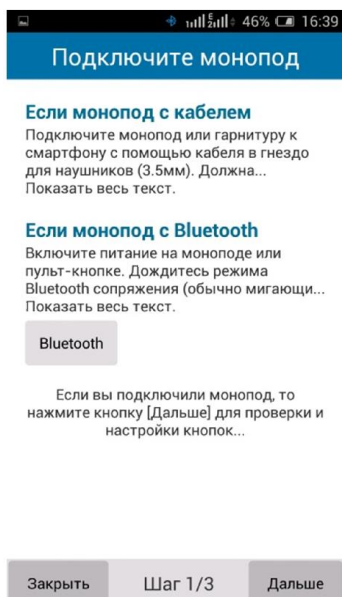 46% 16:39
Подключите монопод
Если монопод с кабелем
Подключите монопод или гарнитуру к
смартфону с помощью кабеля в гнездо
для наушников (3.5мм). Должна...
Показать весь текст.
Если монопод с Bluetooth
Включите питание на моноподе или
пульт-кнопке. Дождитесь режима
Bluetooth сопряжения (обычно мигающи...
Показать весь текст.
Bluetooth
Если вы подключили монопод, то
нажмите кнопку [Дальше] для проверки и
настройки кнопок...
Закрыть Шаг 1/3 Дальше